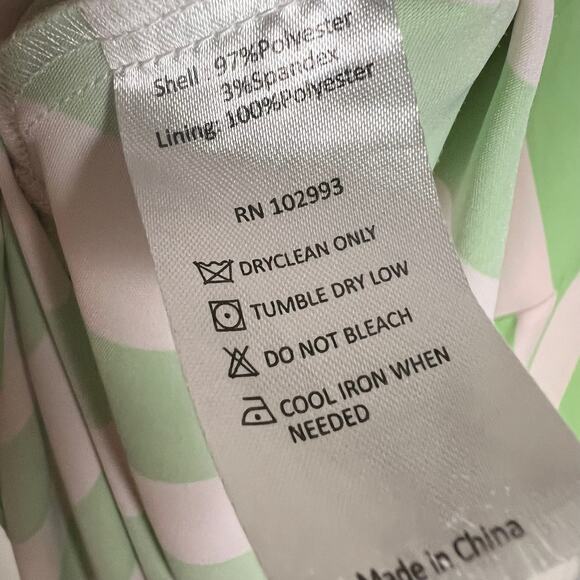 Shell 97%Polyester
3%Spandex
Lining: 100%Polyester
RN 102993
DRYCLEAN ONLY
TUMBLE DRY LOW
DO NOT BLEACH
COOL IRON WHEN
NEEDED
Made in China